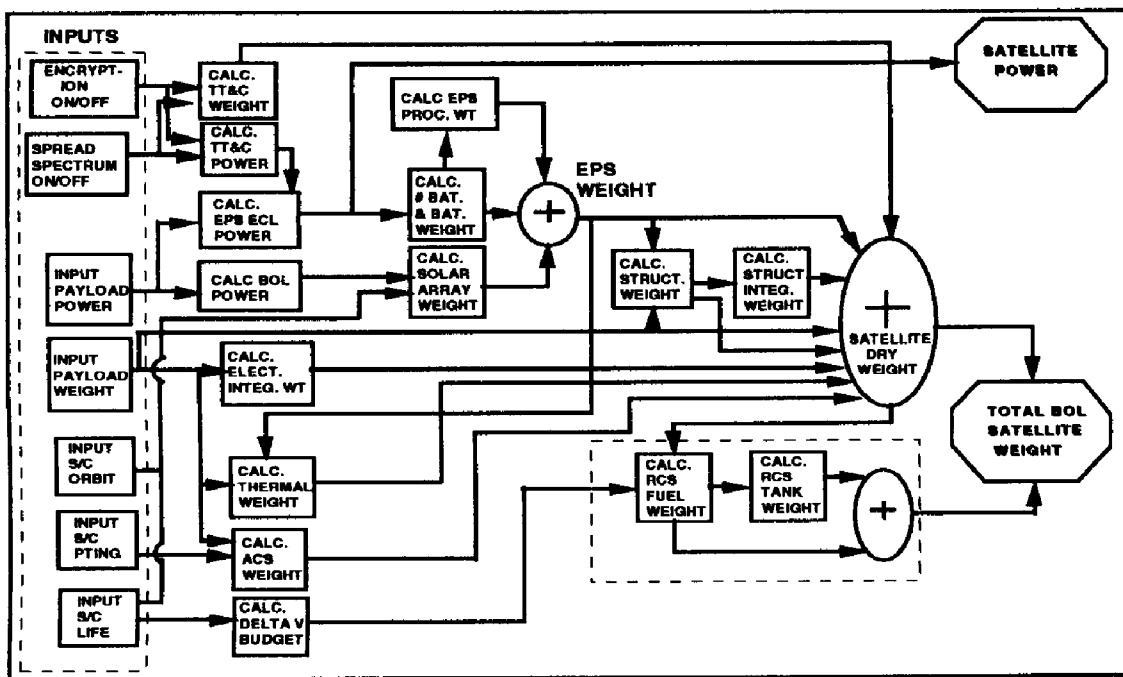 INPUTS
ENCRYPT-
ION
ON/OFF
SPREAD
SPECTRUM
ON/OFF
INPUT
PAYLOAD
POWER
INPUT
PAYLOAD
WEIGHT
INPUT
S/C
ORBIT
INPUT
S/C
PTING
INPUT
S/C
LIFE
CALC.
TT&C
WEIGHT
CALC.
TT&C
POWER
CALC.
EPS ECL
POWER
CALC BOL
POWER
CALC.
ELECT.
INTEG. WT
CALC.
THERMAL
WEIGHT
CALC.
ACS
WEIGHT
CALC.
DELTA V
BUDGET
CALC EPS
PROC. WT
CALC.
# BAT.
& BAT.
WEIGHT
CALC.
SOLAR
ARRAY
WEIGHT
+
EPS
WEIGHT
CALC.
STRUCT.
WEIGHT
CALC.
STRUCT
INTEG.
WEIGHT
+
SATELLITE
DRY
WEIGHT
CALC.
RCS
FUEL
WEIGHT
CALC.
RCS
TANK
WEIGHT
+
SATELLITE
POWER
TOTAL BOL
SATELLITE
WEIGHT